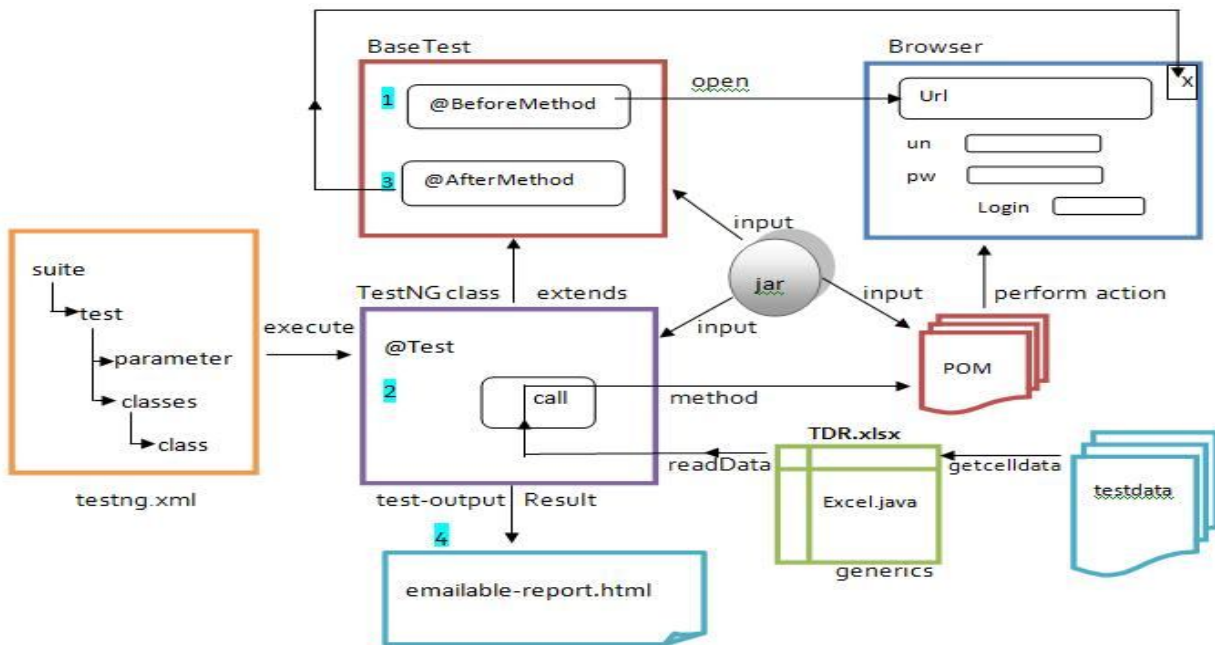 BaseTest
Browser
1
@BeforeMethod
open
Url
x
un
pw
Login
3
@AfterMethod
input
suite
test
parameter
classes
class
testng.xml
execute
TestNG class
extends
jar
input
input
perform action
@Test
2
call
method
POM
TDR.xlsx
readData
getcelldata
testdata
Excel.java
generics
test-output
Result
4
emailable-report.html